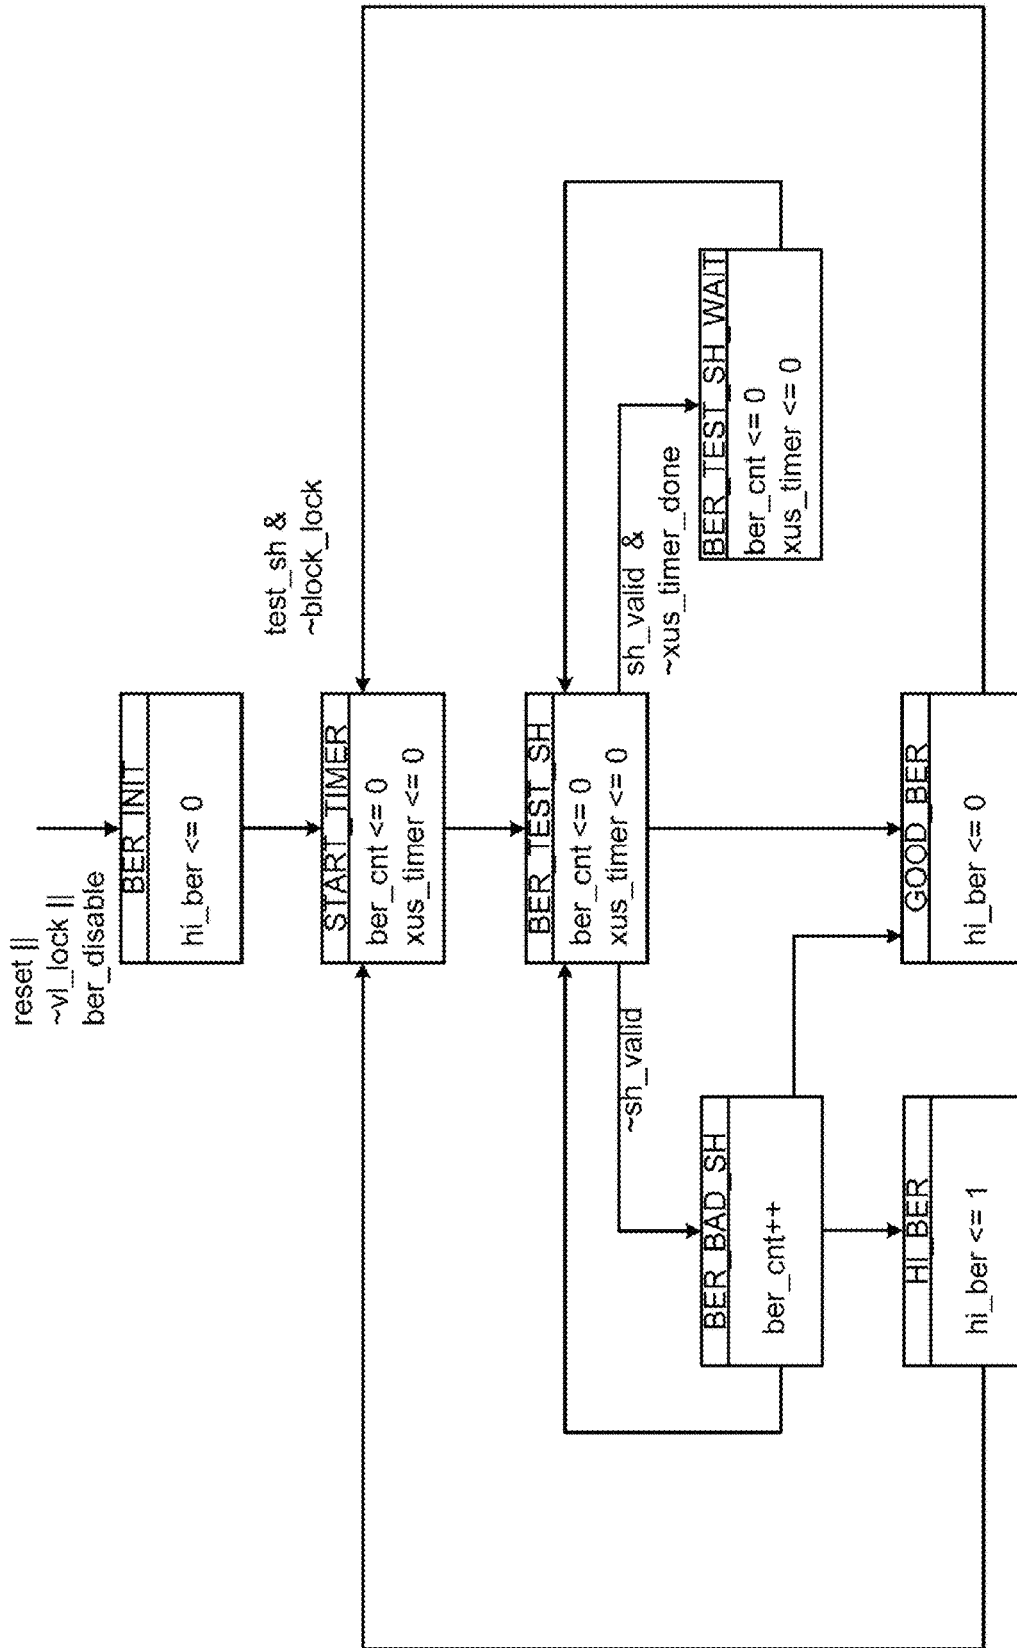 reset ||
~vl_lock ||
ber_disable
BER_INIT
hi_ber <= 0
test_sh &
~block_lock
START_TIMER
ber_cnt <= 0
xus_timer <= 0
BER_TEST_SH
ber_cnt <= 0
xus_timer <= 0
~sh_valid
sh_valid &
~xus_timer_done
BER_BAD_SH
ber_cnt++
BER_TEST_SH_WAIT
ber_cnt <= 0
xus_timer <= 0
HI_BER
hi_ber <= 1
GOOD_BER
hi_ber <= 0